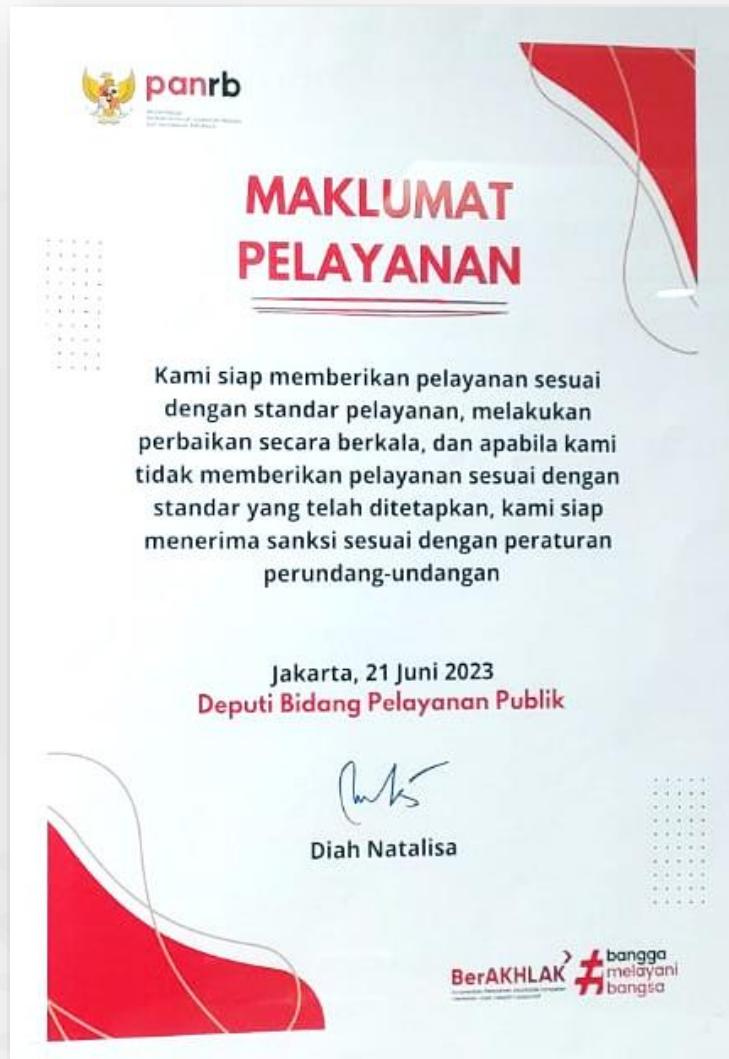 panrb
MAKLUMAT
PELAYANAN
Kami siap memberikan pelayanan sesuai
dengan standar pelayanan, melakukan
perbaikan secara berkala, dan apabila kami
tidak memberikan pelayanan sesuai dengan
standar yang telah ditetapkan, kami siap
menerima sanksi sesuai dengan peraturan
perundang-undangan
Jakarta, 21 Juni 2023
Deputi Bidang Pelayanan Publik
Diah Natalisa
BerAKHLAK
#bangga
melayani
bangsa